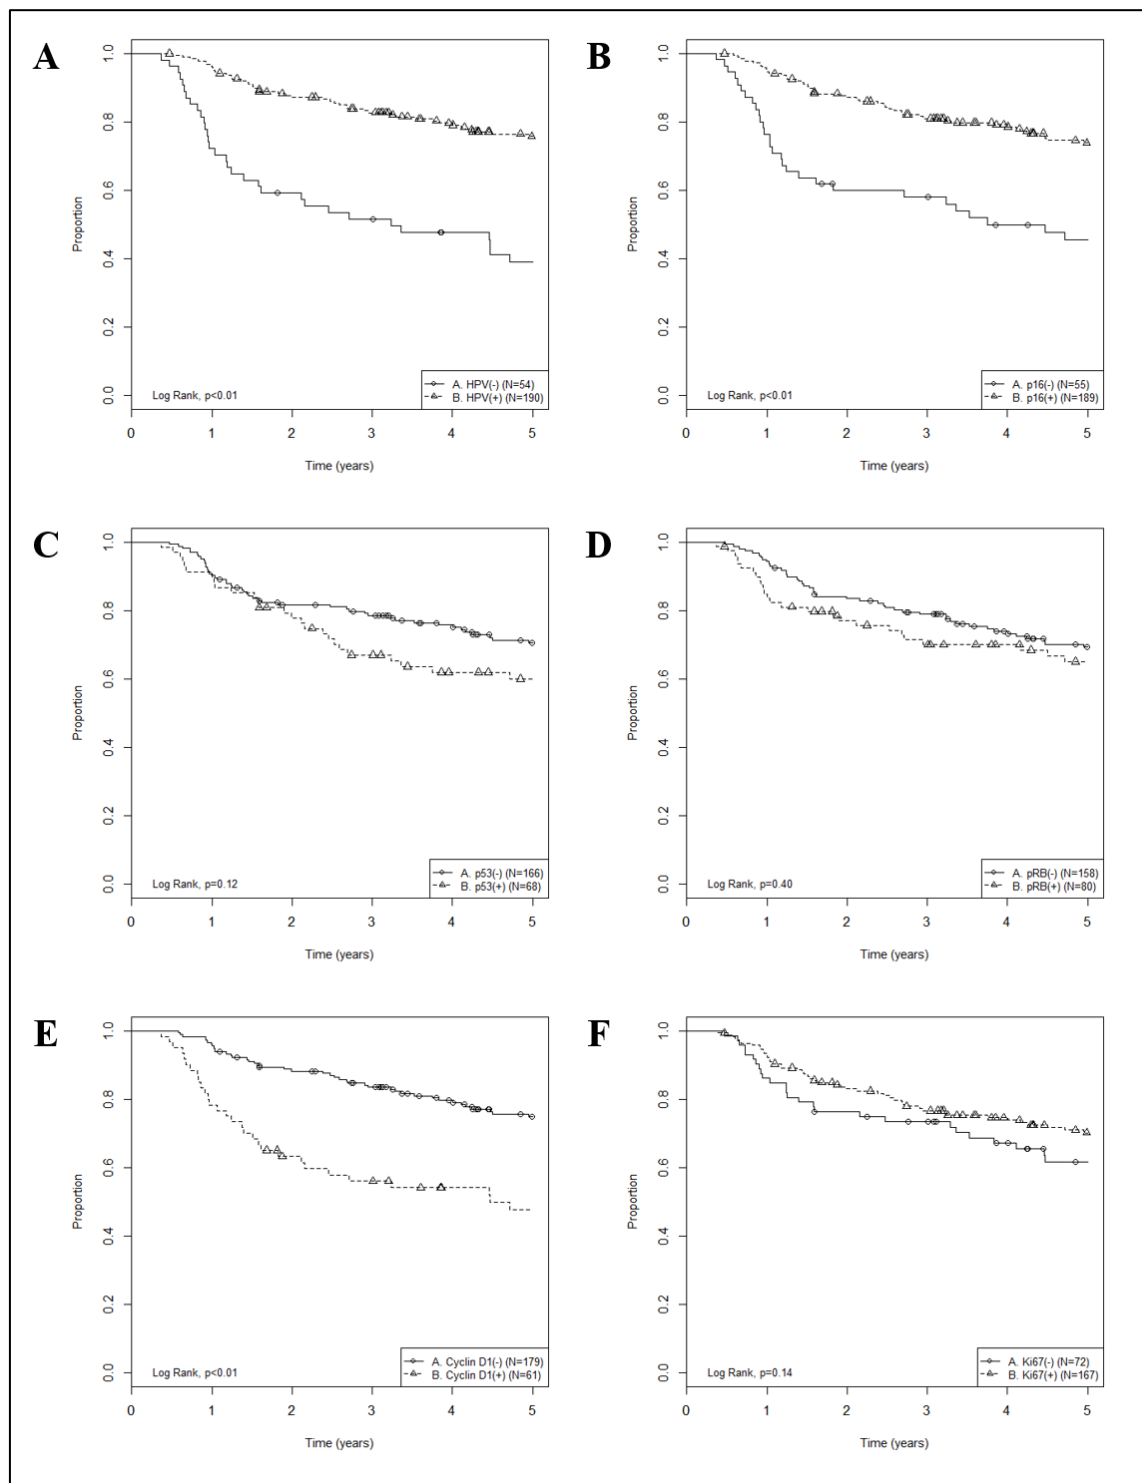 A
B
1.0
0.8
0.6
0.4
0.2
0.0
Proportion
Log Rank, p<0.01
A. HPV(-) (N=54)
B. HPV(+) (N=190)
0 1 2 3 4 5
Time (years)
1.0
0.8
0.6
0.4
0.2
0.0
Proportion
Log Rank, p<0.01
A. p16(-) (N=55)
B. p16(+) (N=189)
0 1 2 3 4 5
Time (years)
C
D
1.0
0.8
0.6
0.4
0.2
0.0
Proportion
Log Rank, p=0.12
A. p53(-) (N=166)
B. p53(+) (N=68)
0 1 2 3 4 5
Time (years)
1.0
0.8
0.6
0.4
0.2
0.0
Proportion
Log Rank, p=0.40
A. pRB(-) (N=158)
B. pRB(+) (N=80)
0 1 2 3 4 5
Time (years)
E
F
1.0
0.8
0.6
0.4
0.2
0.0
Proportion
Log Rank, p<0.01
A. Cyclin D1(-) (N=179)
B. Cyclin D1(+) (N=61)
0 1 2 3 4 5
Time (years)
1.0
0.8
0.6
0.4
0.2
0.0
Proportion
Log Rank, p=0.14
A. Ki67(-) (N=72)
B. Ki67(+) (N=167)
0 1 2 3 4 5
Time (years)